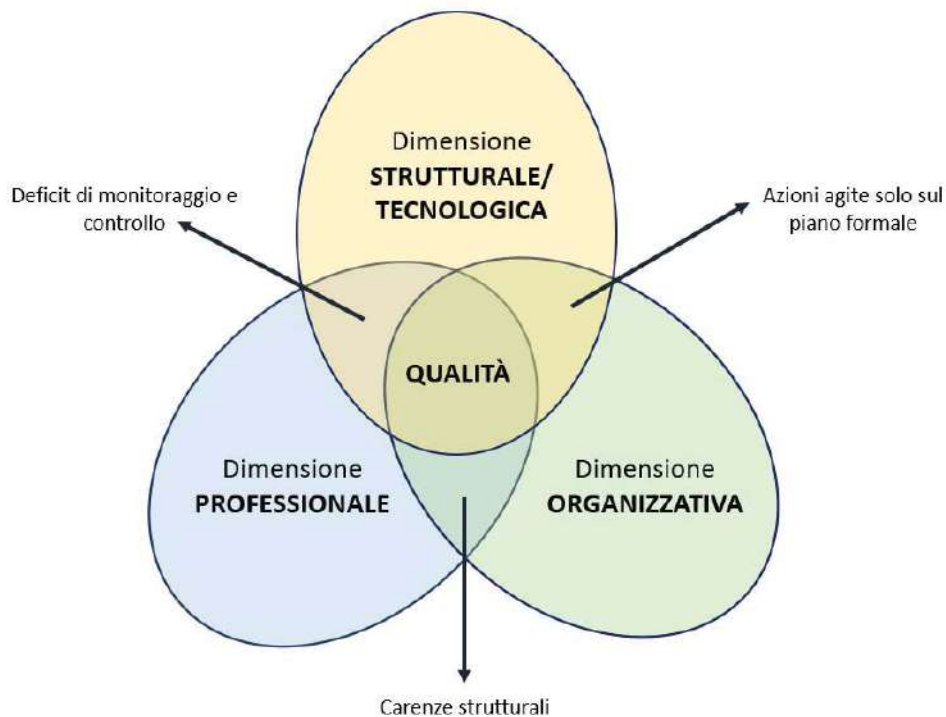 Dimensione
STRUTTURALE/
TECNOLOGICA
Deficit di monitoraggio e
controllo
Azioni agite solo sul
piano formale
QUALITÀ
Dimensione
PROFESSIONALE
Dimensione
ORGANIZZATIVA
Carenze strutturali